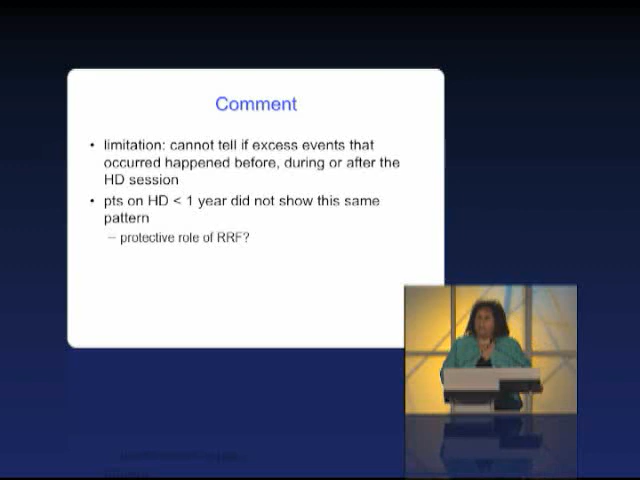 Comment
• limitation: cannot tell if excess events that
occurred happened before, during or after the
HD session
• pts on HD < 1 year did not show this same
pattern
– protective role of RRF?